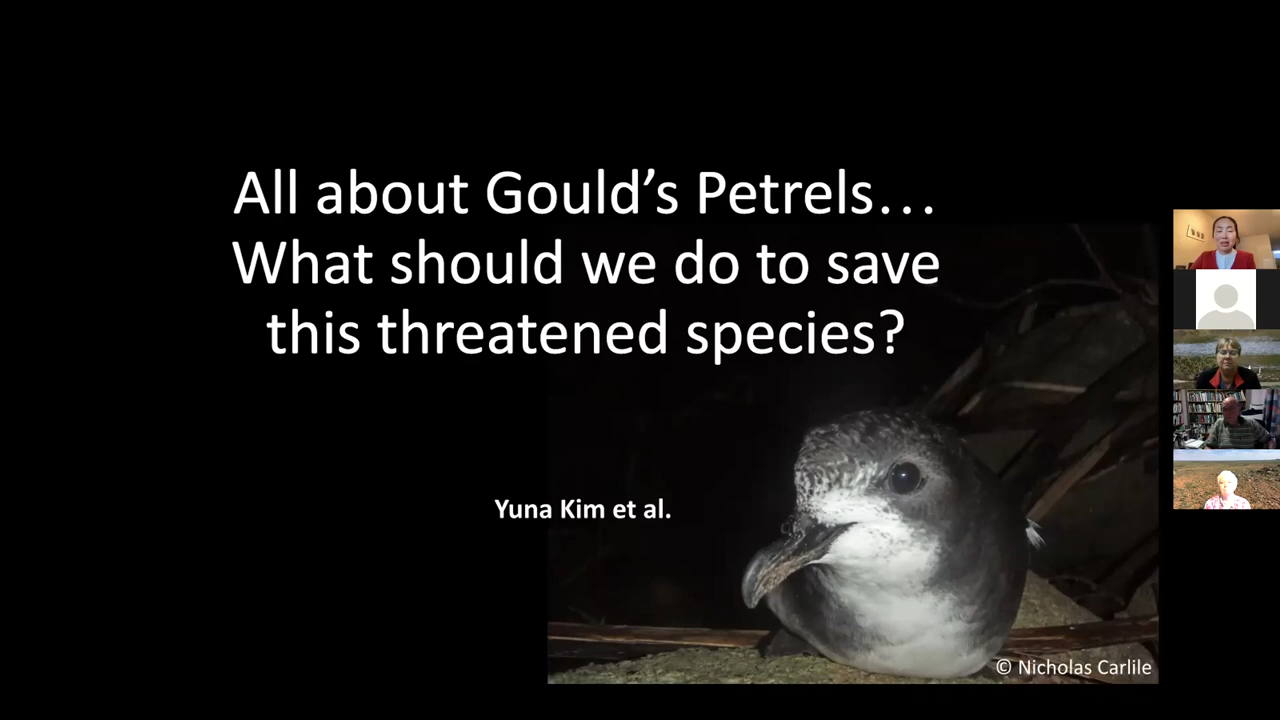 All about Gould’s Petrels…
What should we do to save
this threatened species?
Yuna Kim et al.
© Nicholas Carlile